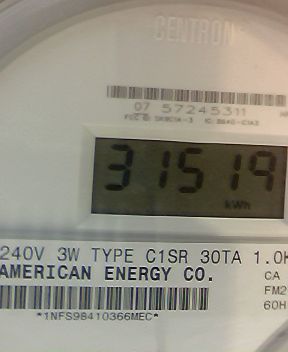 CENTRON
07 57245311
31519
kWh
240V 3W TYPE C1SR 30TA 1.0K
AMERICAN ENERGY CO.
CA
FM2
60H
*1NFS98410366MEC*